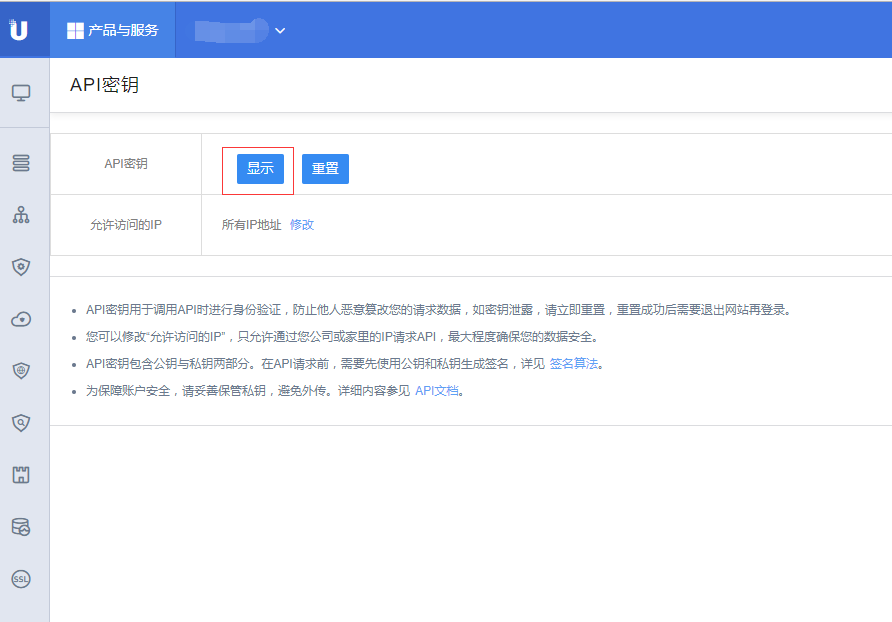 U
产品与服务
API密钥
API密钥
显示
重置
允许访问的IP
所有IP地址 修改
API密钥用于调用API时进行身份验证，防止他人恶意篡改您的请求数据，如密钥泄露，请立即重置，重置成功后需要退出网站再登录。
您可以修改“允许访问的IP”，只允许通过您公司或家里的IP请求API，最大程度确保您的数据安全。
API密钥包含公钥与私钥两部分。在API请求前，需要先使用公钥和私钥生成签名，详见 签名算法。
为保障账户安全，请妥善保管私钥，避免外传。详细内容参见 API文档。
SSL